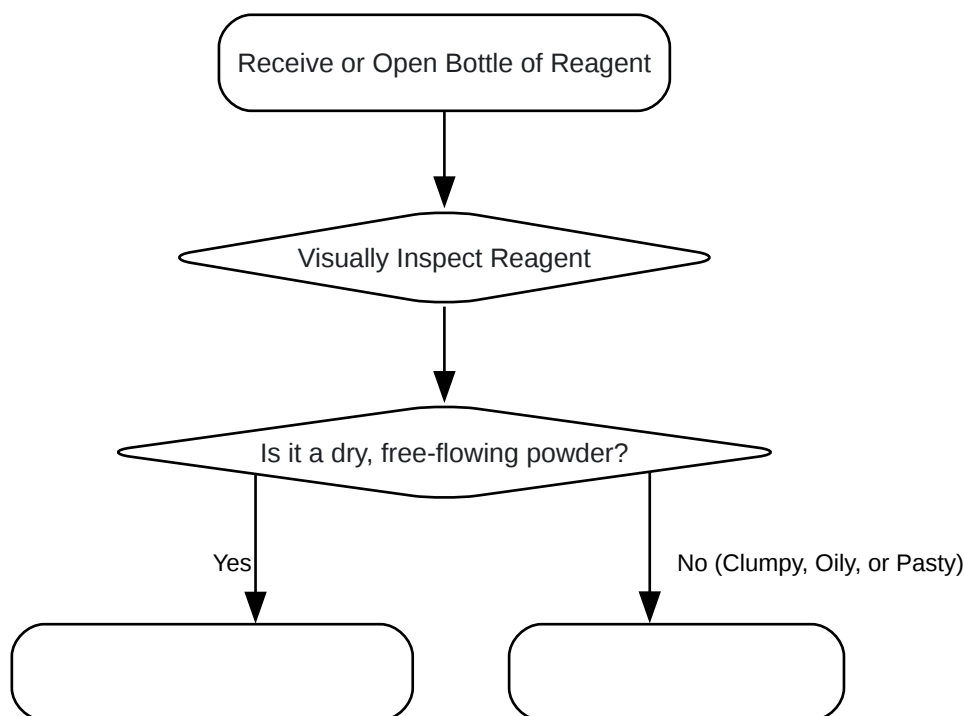 Receive or Open Bottle of Reagent
Visually Inspect Reagent
Is it a dry, free-flowing powder?
Yes
No (Clumpy, Oily, or Pasty)